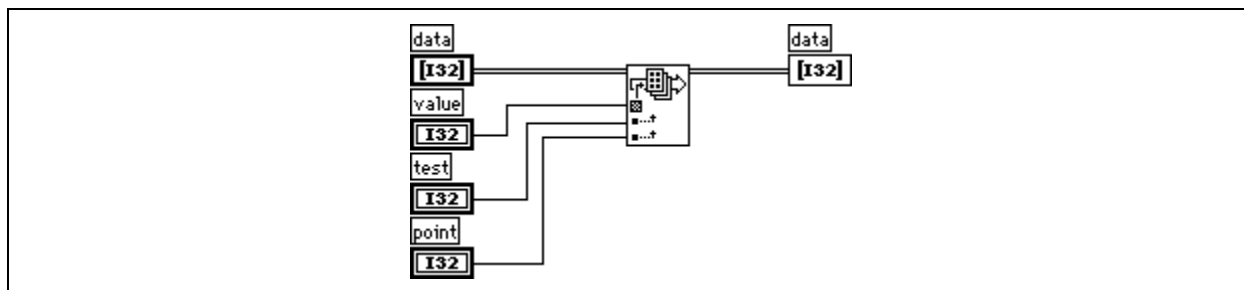 data
data
[I32]
[I32]
value
I32
test
I32
point
I32